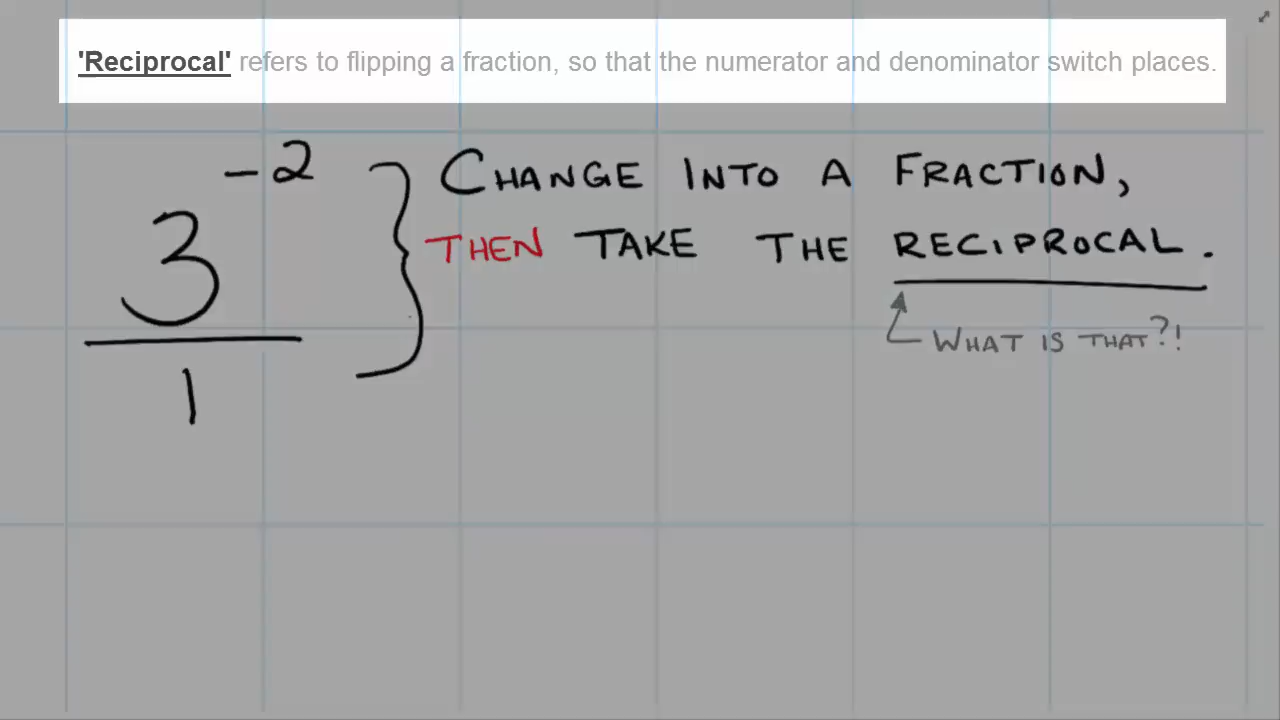 'Reciprocal' refers to flipping a fraction, so that the numerator and denominator switch places.
3⁻²
1
CHANGE INTO A FRACTION,
THEN TAKE THE RECIPROCAL.
WHAT IS THAT?!